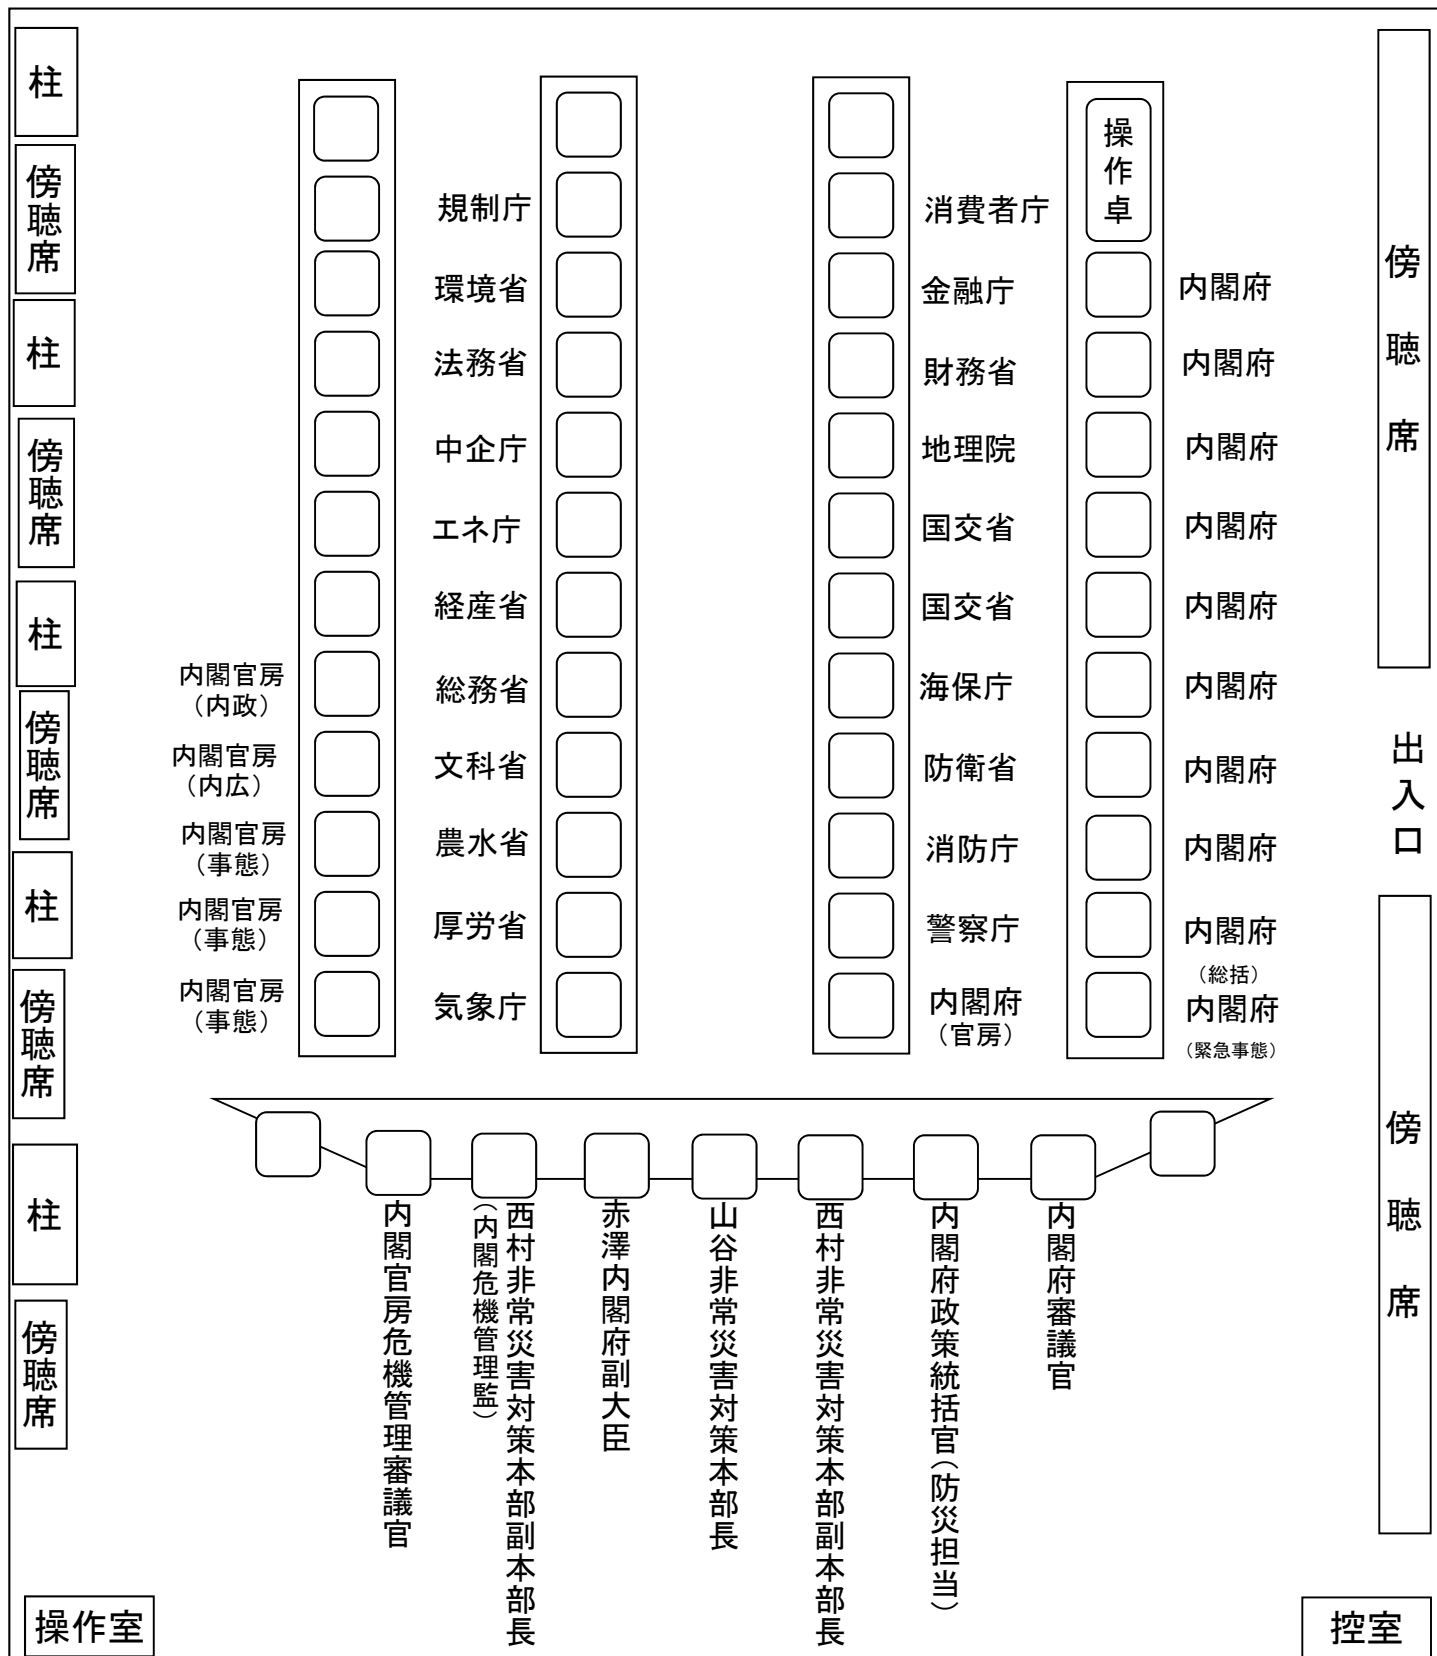 柱
傍聴席
柱
傍聴席
柱
傍聴席
柱
傍聴席
柱
傍聴席
操作室
内閣官房
（内政）
内閣官房
（内広）
内閣官房
（事態）
内閣官房
（事態）
内閣官房
（事態）
規制庁
環境省
法務省
中企庁
エネ庁
経産省
総務省
文科省
農水省
厚労省
気象庁
消費者庁
金融庁
財務省
地理院
国交省
国交省
海保庁
防衛省
消防庁
警察庁
内閣府
（官房）
操作卓
内閣府
内閣府
内閣府
内閣府
内閣府
内閣府
内閣府
内閣府
内閣府
（総括）
内閣府
（緊急事態）
傍聴席
出入口
傍聴席
内閣官房危機管理審議官
西村非常災害対策本部副本部長
（内閣危機管理監）
赤澤内閣府副大臣
山谷非常災害対策本部長
西村非常災害対策本部副本部長
内閣府政策統括官（防災担当）
内閣府審議官
控室